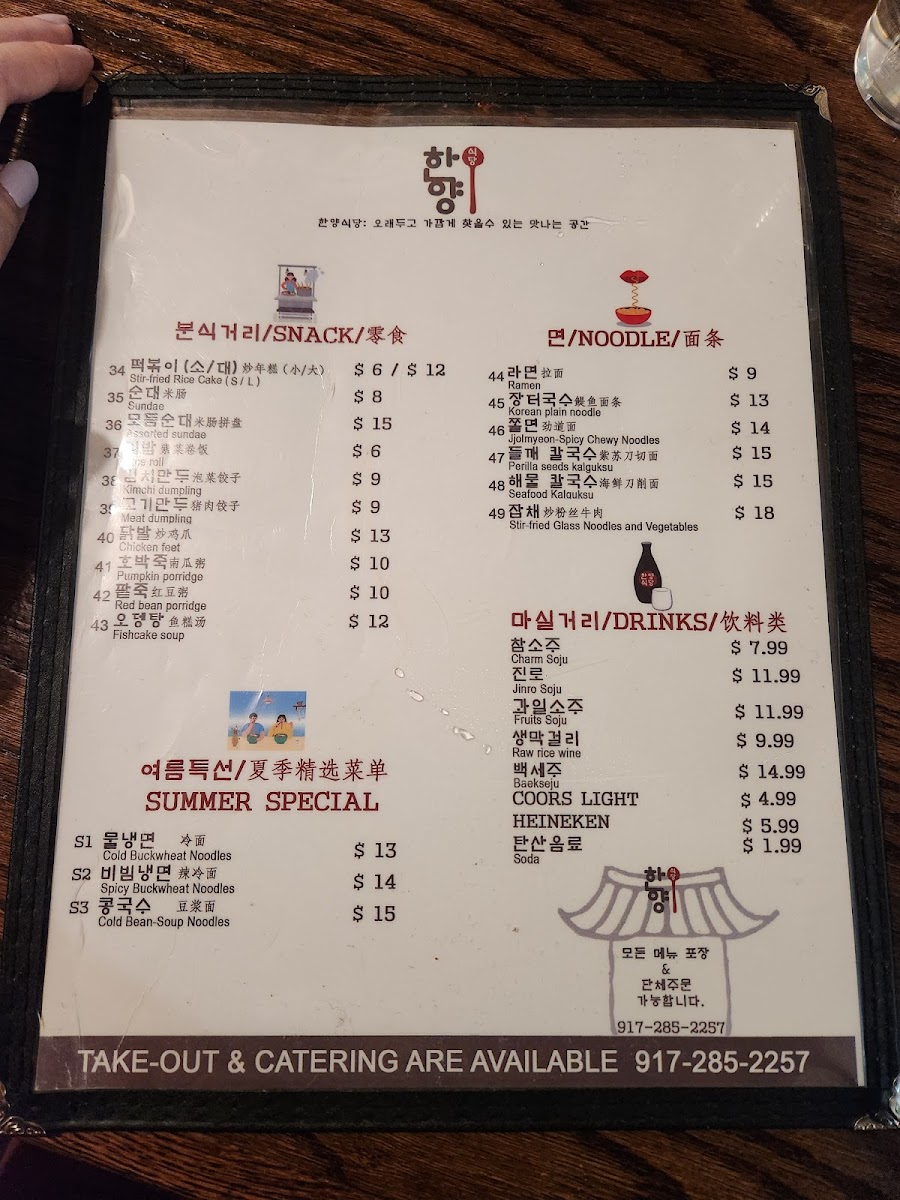 한양
식당
한양식당: 오래두고 가깝게 찾을수 있는 맛나는 공간
분식거리/SNACK/零食
34 떡볶이 (소/대) 炒年糕 (小/大) $ 6 / $ 12
Stir-fried Rice Cake (S / L)
35 순대 米肠 $ 8
Sundae
36 모듬순대 米肠拼盘 $ 15
Assorted sundae
37 紫菜卷饭 $ 6
roll
38 泡菜饺子 $ 9
Kimchi dumpling
39 고기만두 猪肉饺子 $ 9
Meat dumpling
40 닭발 炒鸡爪 $ 13
Chicken feet
41 호박죽 南瓜粥 $ 10
Pumpkin porridge
42 팥죽 红豆粥 $ 10
Red bean porridge
43 오뎅탕 鱼糕汤 $ 12
Fishcake soup
여름특선/夏季精选菜单
SUMMER SPECIAL
S1 물냉면 冷面 $ 13
Cold Buckwheat Noodles
S2 비빔냉면 辣冷面 $ 14
Spicy Buckwheat Noodles
S3 콩국수 豆浆面 $ 15
Cold Bean-Soup Noodles
면/NOODLE/面条
44 라면 拉面 $ 9
Ramen
45 장터국수 鳗鱼面条 $ 13
Korean plain noodle
46 쫄면 劲道面 $ 14
Jjolmyeon-Spicy Chewy Noodles
47 들깨 칼국수 紫苏刀切面 $ 15
Perilla seeds kalguksu
48 해물 칼국수 海鲜刀削面 $ 15
Seafood Kalguksu
49 잡채 炒粉丝牛肉 $ 18
Stir-fried Glass Noodles and Vegetables
한양
식당
마실거리/DRINKS/饮料类
참소주 $ 7.99
Charm Soju
진로 $ 11.99
Jinro Soju
과일소주 $ 11.99
Fruits Soju
생막걸리 $ 9.99
Raw rice wine
백세주 $ 14.99
Baekseju
COORS LIGHT $ 4.99
HEINEKEN $ 5.99
탄산음료 $ 1.99
Soda
한양
식당
모든 메뉴 포장
&
단체주문
가능합니다.
917-285-2257
TAKE-OUT & CATERING ARE AVAILABLE 917-285-2257